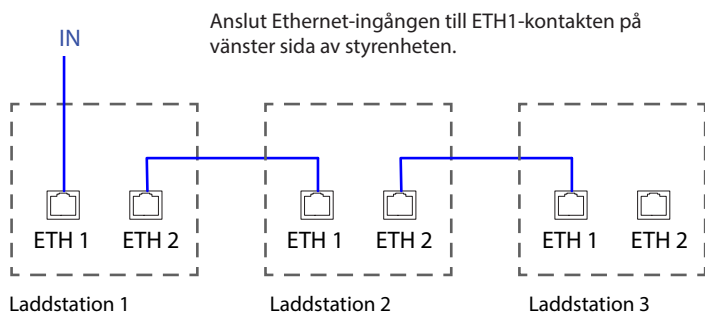 IN
Anslut Ethernet-ingången till ETH1-kontakten på
vänster sida av styrenheten.
ETH 1
ETH 2
ETH 1
ETH 2
ETH 1
ETH 2
Laddstation 1
Laddstation 2
Laddstation 3